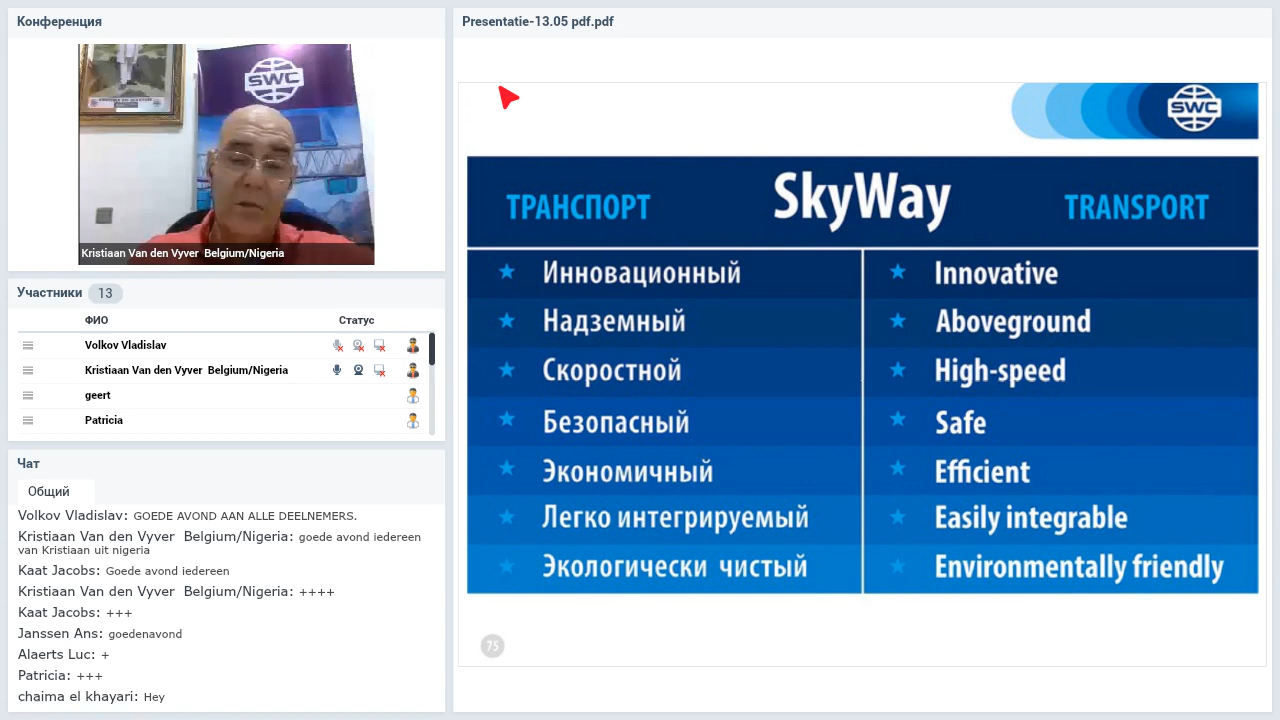 Конференция
SWC
Kristiaan Van den Vyver Belgium/Nigeria
Участники 13
ФИО Статус
Volkov Vladislav
Kristiaan Van den Vyver Belgium/Nigeria
geert
Patricia
Чат
Общий
Volkov Vladislav: GOEDE AVOND AAN ALLE DEELNEMERS.
Kristiaan Van den Vyver Belgium/Nigeria: goede avond iedereen
van Kristiaan uit nigeria
Kaat Jacobs: Goede avond iedereen
Kristiaan Van den Vyver Belgium/Nigeria: ++++
Kaat Jacobs: +++
Janssen Ans: goedenavond
Alaerts Luc: +
Patricia: +++
chaima el khayari: Hey
Presentatie-13.05 pdf.pdf
SWC
ТРАНСПОРТ SkyWay TRANSPORT
Инновационный Innovative
Надземный Aboveground
Скоростной High-speed
Безопасный Safe
Экономичный Efficient
Легко интегрируемый Easily integrable
Экологически чистый Environmentally friendly
75